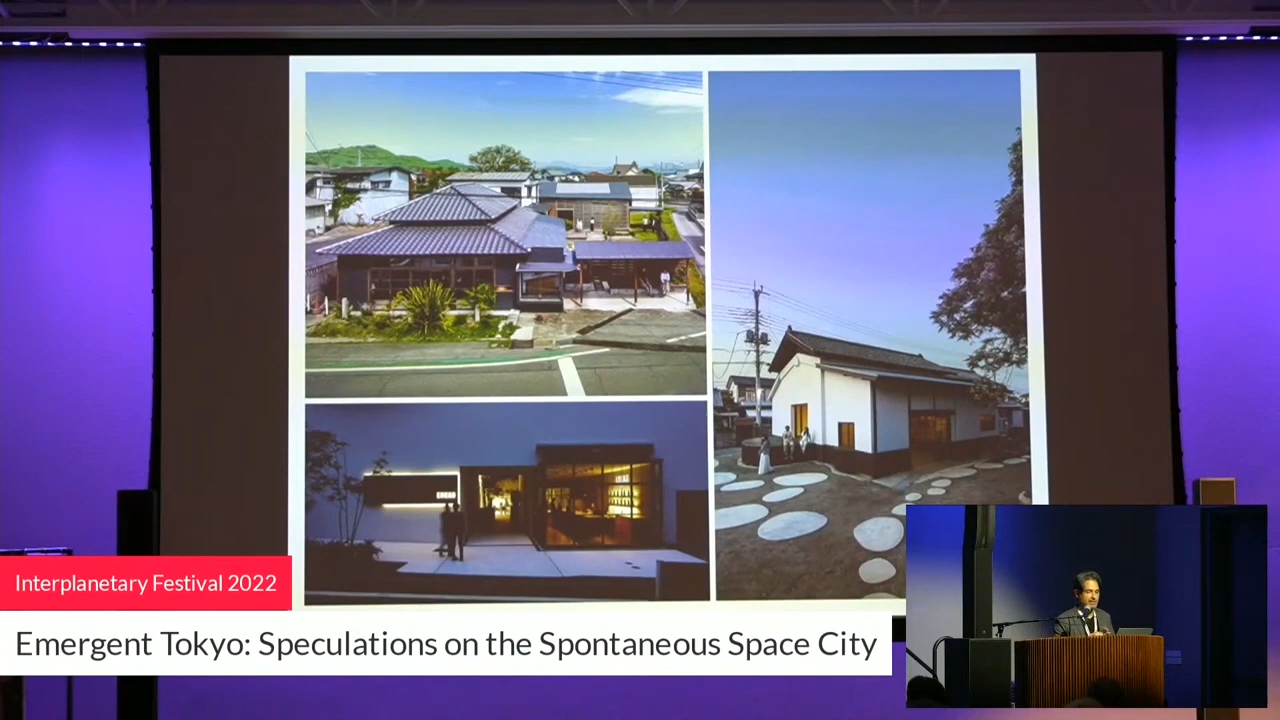 Interplanetary Festival 2022
Emergent Tokyo: Speculations on the Spontaneous Space City